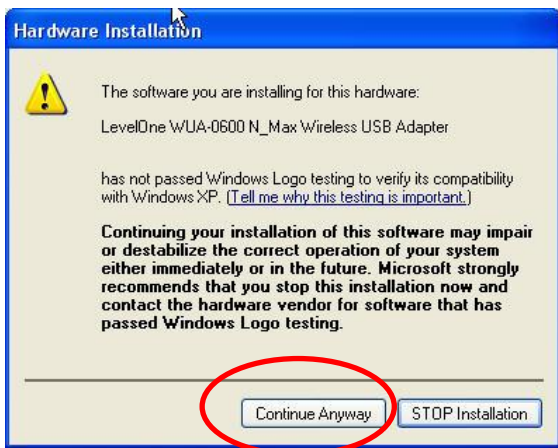 Hardware Installation
The software you are installing for this hardware:
LevelOne WUA-0600 N_Max Wireless USB Adapter
has not passed Windows Logo testing to verify its compatibility
with Windows XP. (Tell me why this testing is important.)
Continuing your installation of this software may impair
or destabilize the correct operation of your system
either immediately or in the future. Microsoft strongly
recommends that you stop this installation now and
contact the hardware vendor for software that has
passed Windows Logo testing.
Continue Anyway
STOP Installation